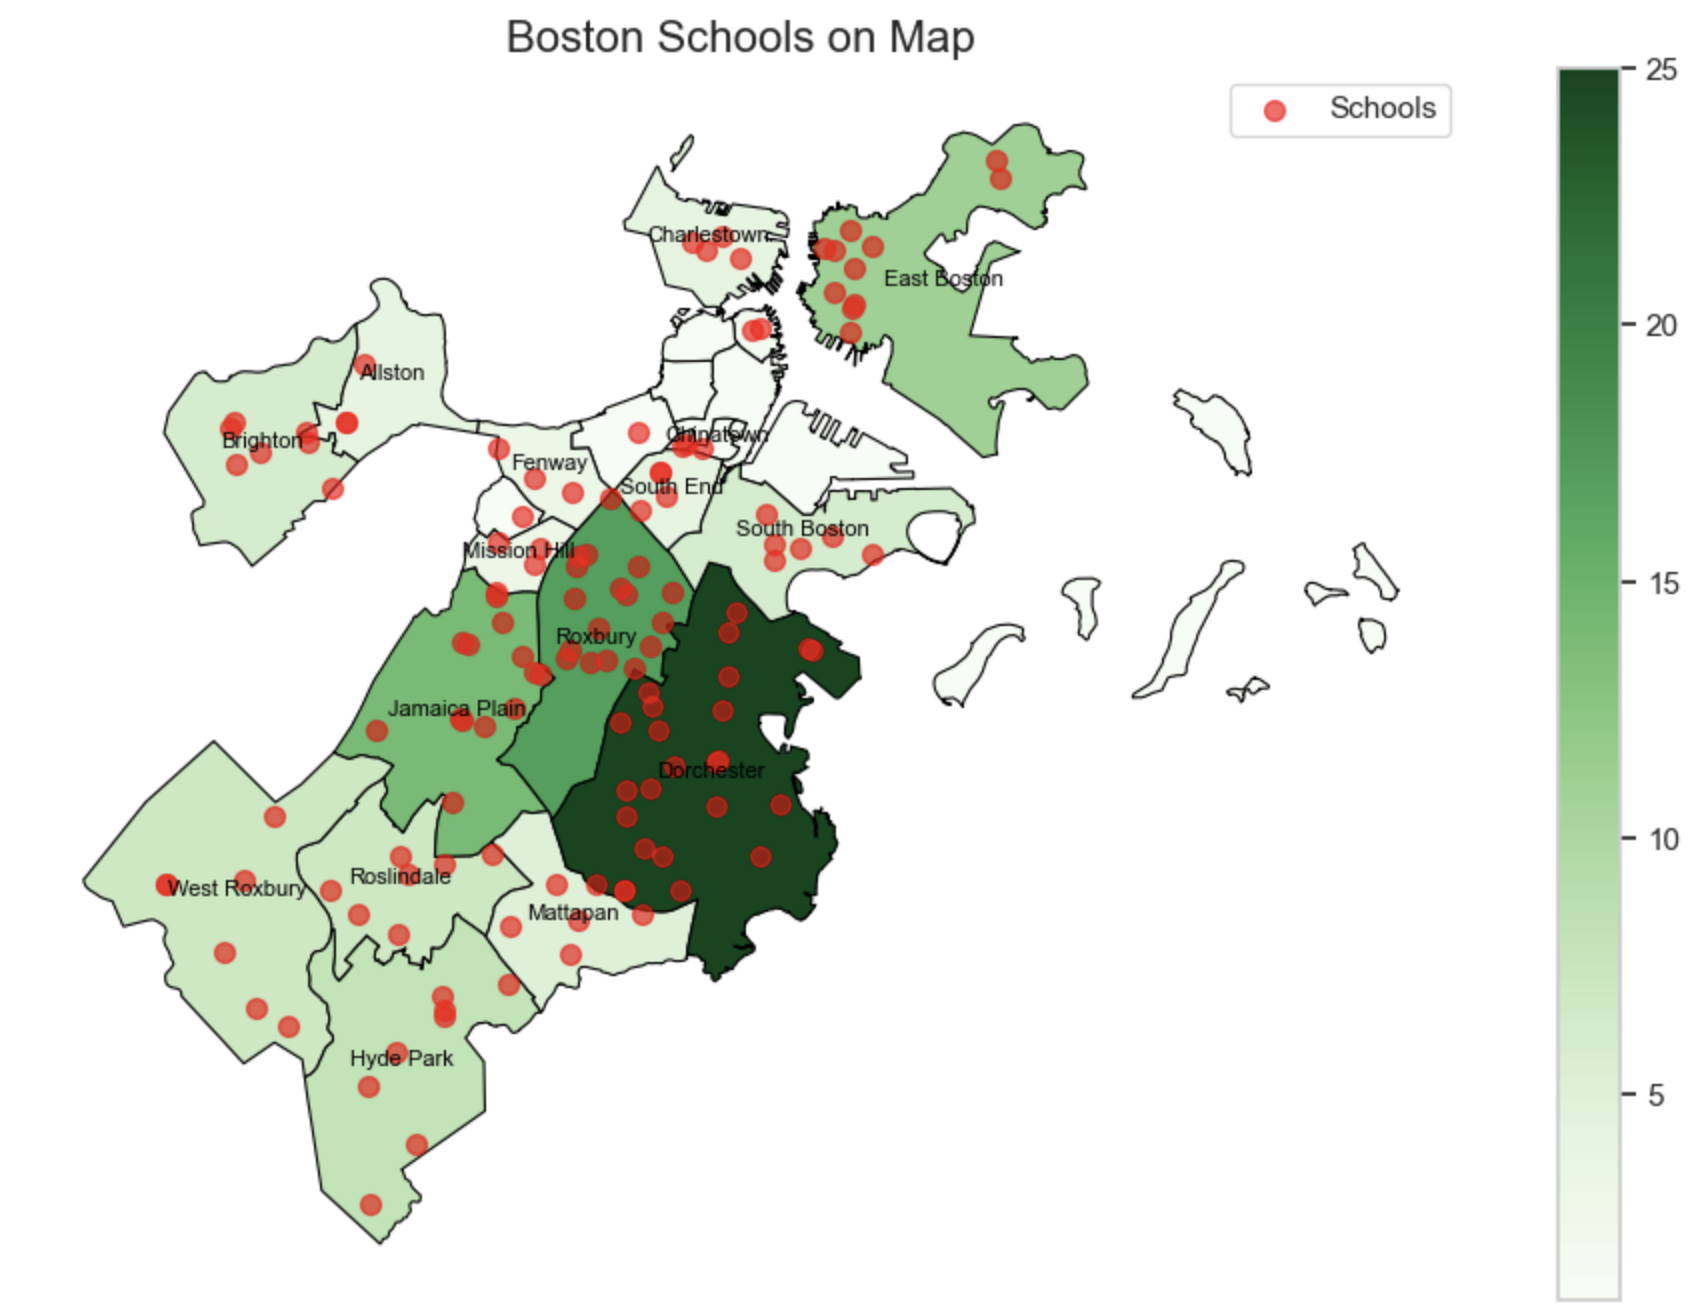 Boston Schools on Map
Schools
25
20
15
10
5
Charlestown
East Boston
Allston
Brighton
Chinatown
Fenway
South End
South Boston
Mission Hill
Roxbury
Jamaica Plain
Dorchester
West Roxbury
Roslindale
Mattapan
Hyde Park